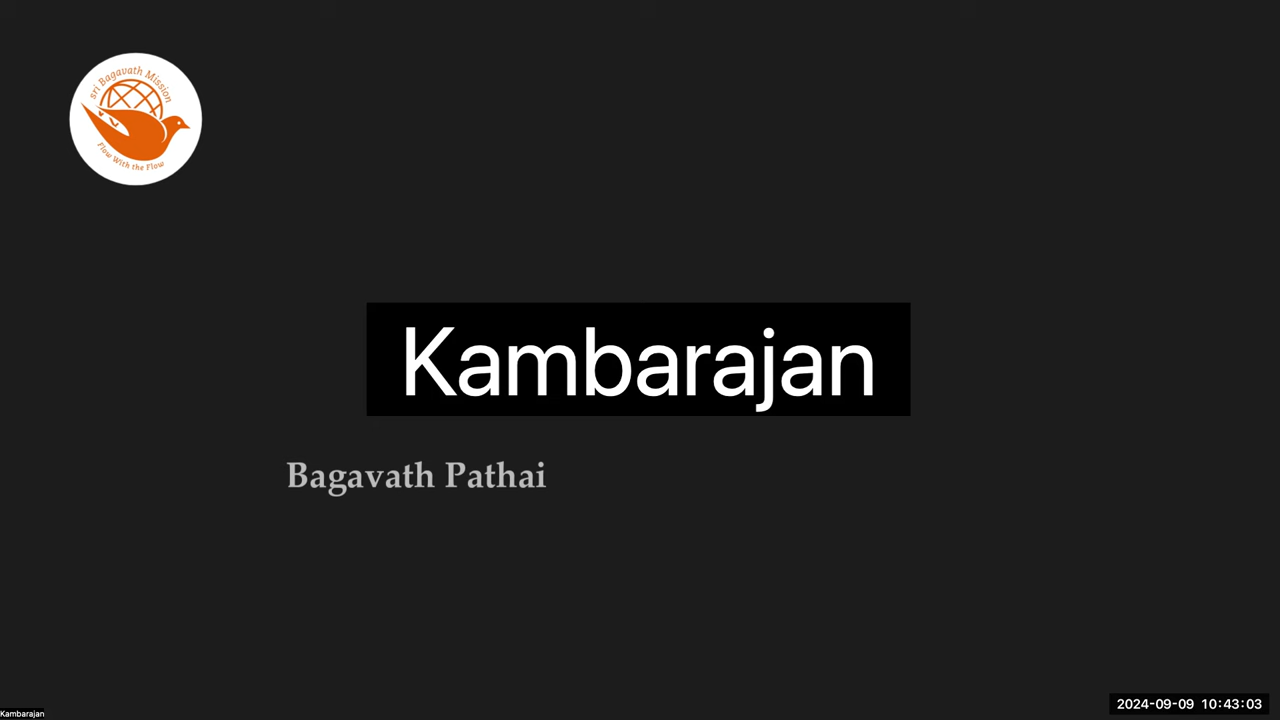 sri Bagavath Mission
Flow With the Flow
Kambarajan
Bagavath Pathai
Kambarajan
2024-09-09 10:43:03